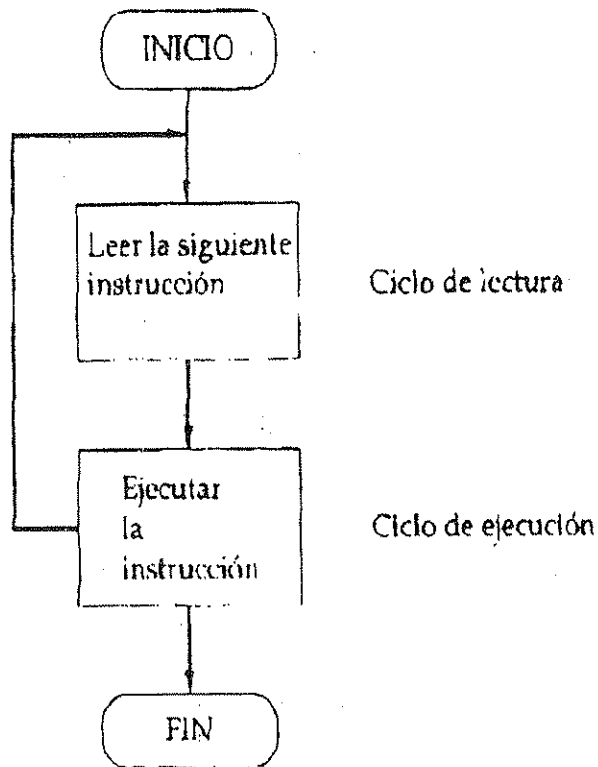 INICIO
Leer la siguiente
instrucción
Ciclo de lectura
Ejecutar
la
instrucción
Ciclo de ejecución
FIN